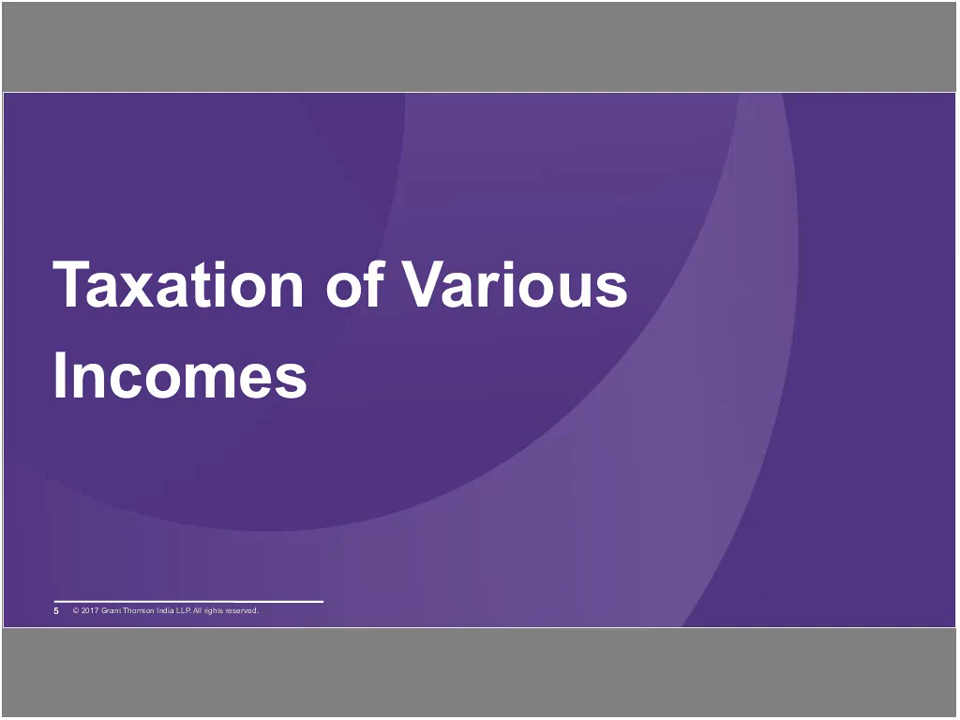 Taxation of Various
Incomes
5 © 2017 Grant Thornton India LLP. All rights reserved.